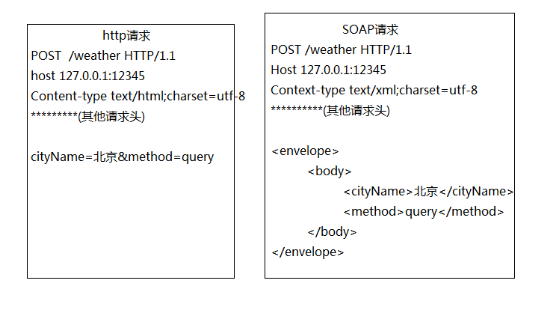 http请求
POST  /weather HTTP/1.1
host 127.0.0.1:12345
Content-type text/html;charset=utf-8
*********(其他请求头)
cityName=北京&method=query
SOAP请求
POST /weather HTTP/1.1
Host 127.0.0.1:12345
Context-type text/xml;charset=utf-8
**********(其他请求头)
<envelope>
<body>
<cityName>北京</cityName>
<method>query</method>
</body>
</envelope>